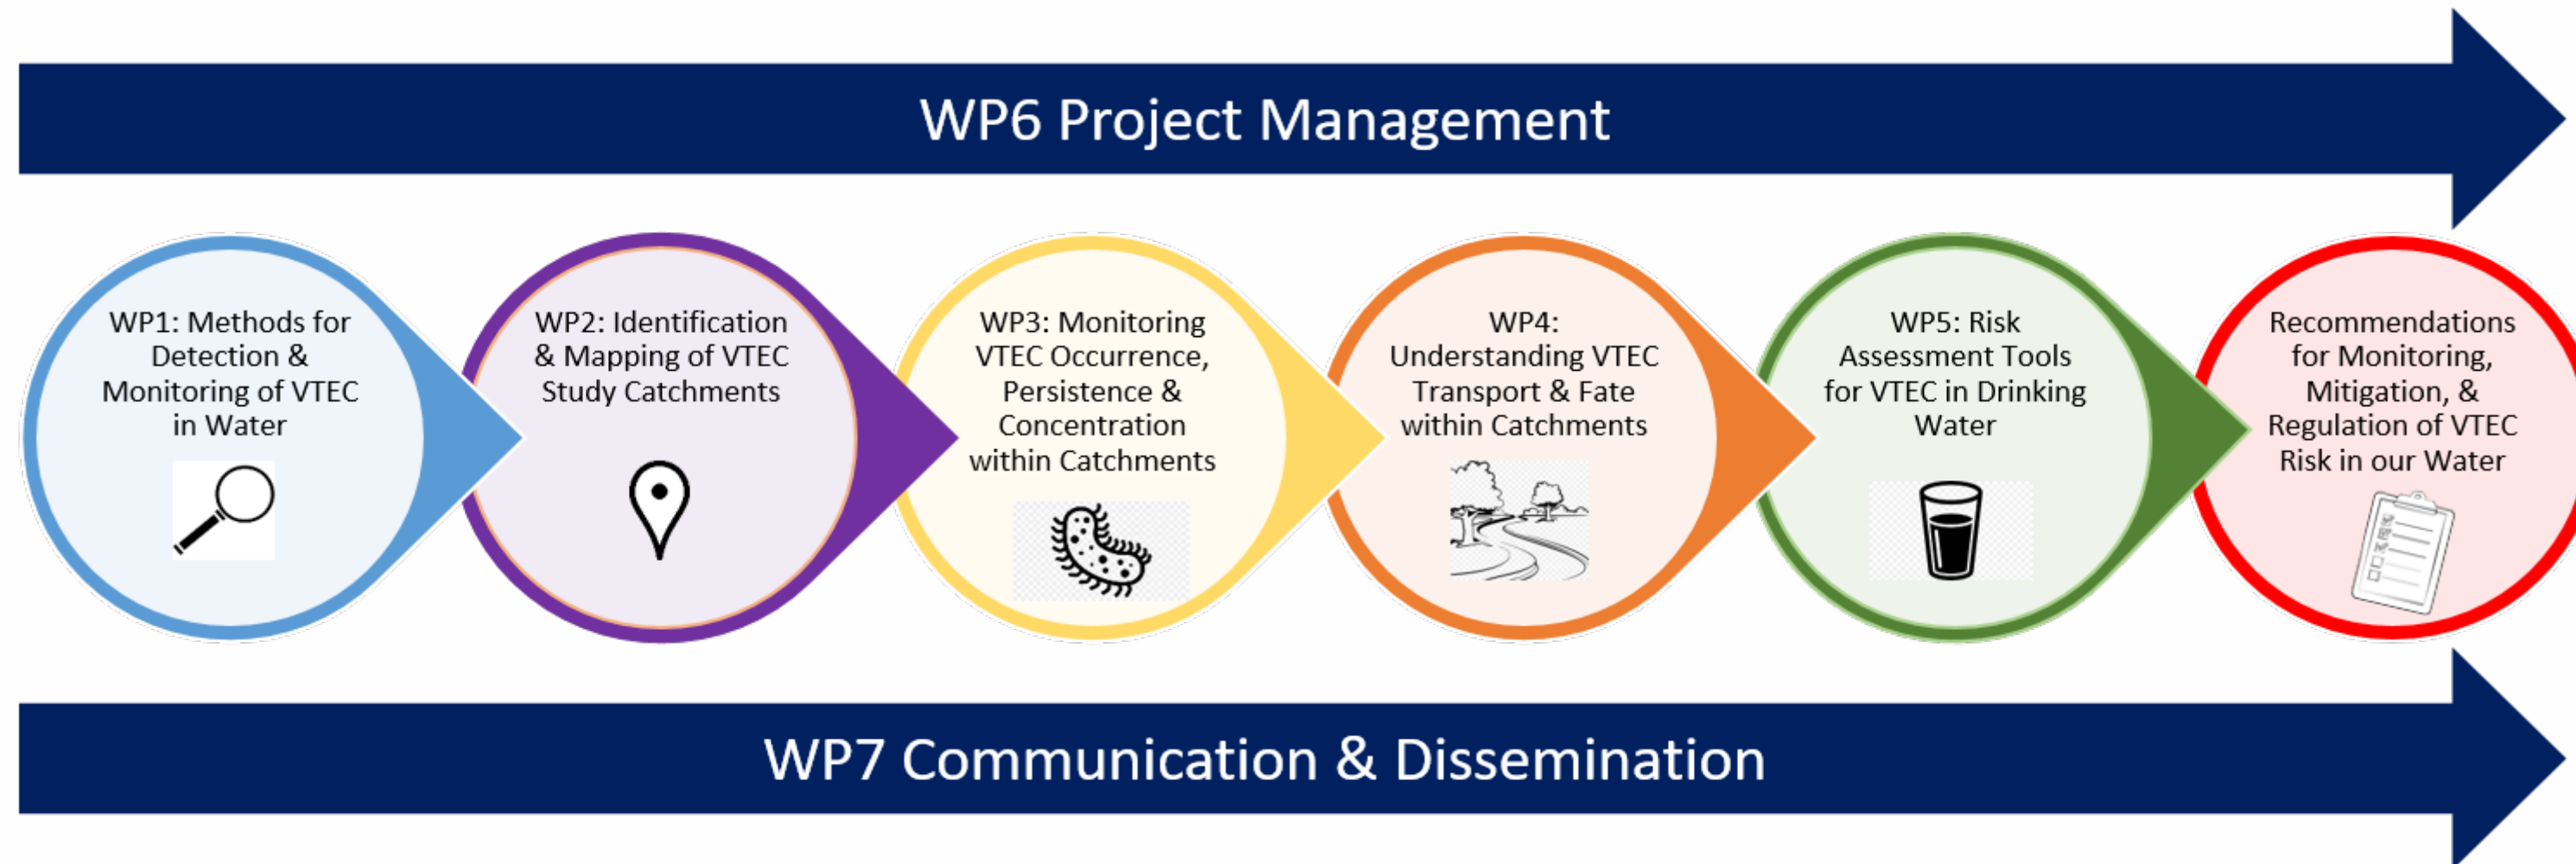 WP6 Project Management
WP1: Methods for
Detection &
Monitoring of VTEC
in Water
WP2: Identification
& Mapping of VTEC
Study Catchments
WP3: Monitoring
VTEC Occurrence,
Persistence &
Concentration
within Catchments
WP4:
Understanding VTEC
Transport & Fate
within Catchments
WP5: Risk
Assessment Tools
for VTEC in Drinking
Water
Recommendations
for Monitoring,
Mitigation, &
Regulation of VTEC
Risk in our Water
WP7 Communication & Dissemination